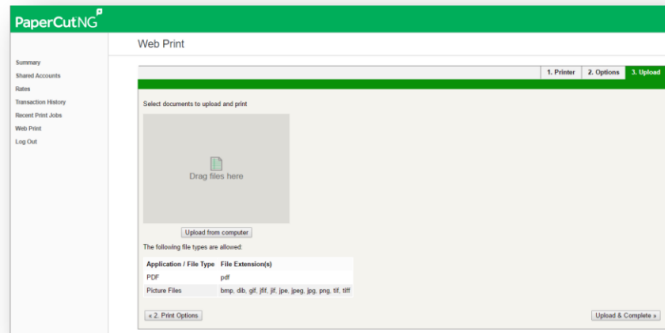 PaperCutNG
Web Print
Summary
Shared Accounts
Rates
Transaction History
Recent Print Jobs
Web Print
Log Out
1. Printer 2. Options 3. Upload
Select documents to upload and print
Drag files here
Upload from computer
The following file types are allowed
Application / File Type File Extension(s)
PDF pdf
Picture Files bmp, dib, gif, jfif, jif, jpe, jpeg, jpg, png, tif, tiff
« 2. Print Options
Upload & Complete »